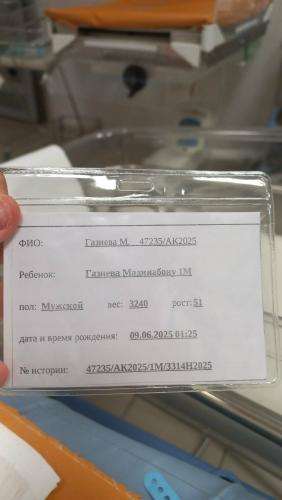 ФИО: Газиева М. 47235/АК2025
Ребенок: Газиева Мадинабону 1М
пол: Мужской вес: 3240 рост: 51
дата и время рождения: 09.06.2025 01:25
№ истории: 47235/АК2025/1М/3314Н2025